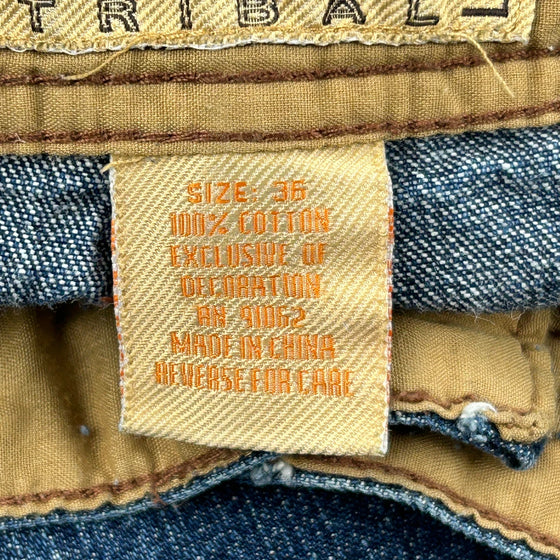 TRIBAL
SIZE: 36
100% COTTON
EXCLUSIVE OF
DECORATION
RN 91062
MADE IN CHINA
REVERSE FOR CARE